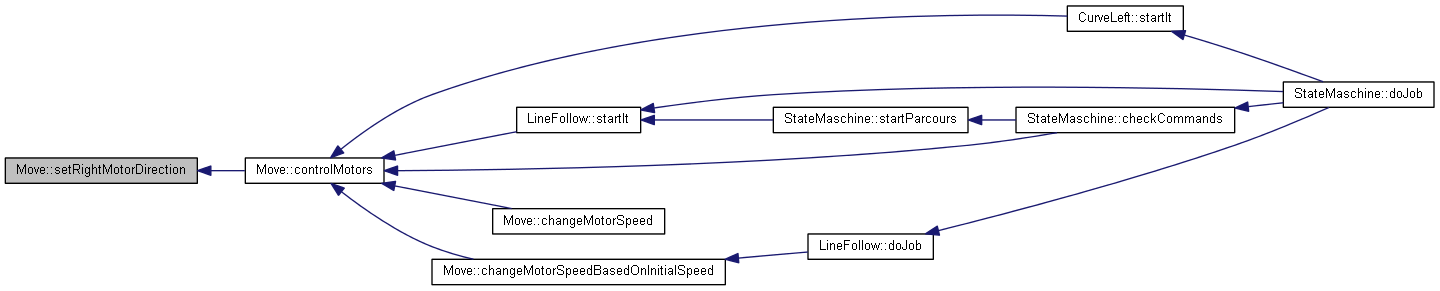 CurveLeft::startIt
StateMaschine::doJob
LineFollow::startIt
StateMaschine::startParcours
StateMaschine::checkCommands
Move::setRightMotorDirection
Move::controlMotors
Move::changeMotorSpeed
LineFollow::doJob
Move::changeMotorSpeedBasedOnInitialSpeed